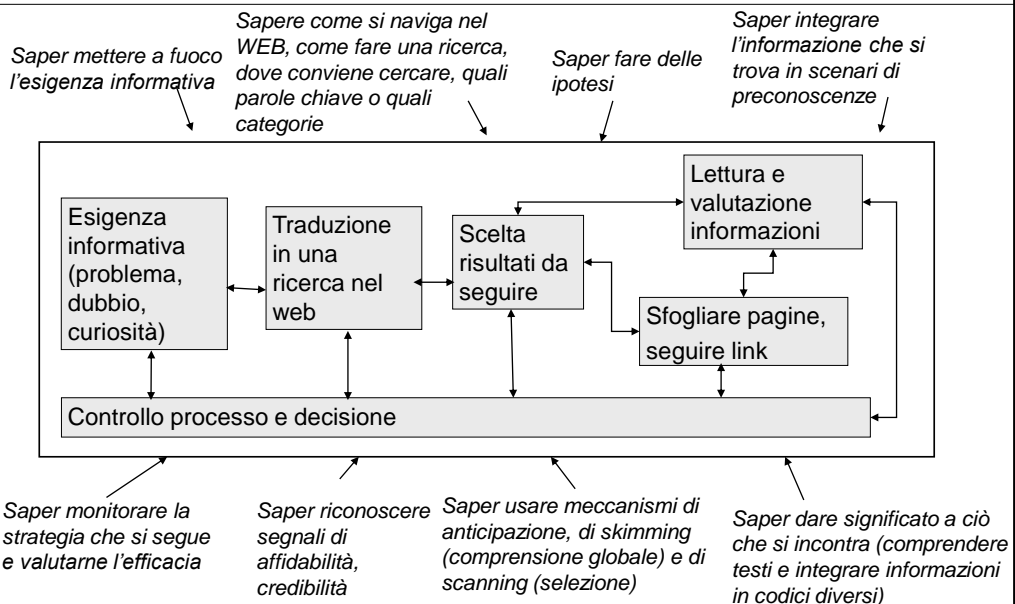 Saper mettere a fuoco
l'esigenza informativa
Sapere come si naviga nel
WEB, come fare una ricerca,
dove conviene cercare, quali
parole chiave o quali
categorie
Saper fare delle
ipotesi
Saper integrare
l'informazione che si
trova in scenari di
preconoscenze
Esigenza
informativa
(problema,
dubbio,
curiosità)
Traduzione
in una
ricerca nel
web
Scelta
risultati da
seguire
Lettura e
valutazione
informazioni
Sfogliare pagine,
seguire link
Controllo processo e decisione
Saper monitorare la
strategia che si segue
e valutarne l'efficacia
Saper riconoscere
segnali di
affidabilità,
credibilità
Saper usare meccanismi di
anticipazione, di skimming
(comprensione globale) e di
scanning (selezione)
Saper dare significato a ciò
che si incontra (comprendere
testi e integrare informazioni
in codici diversi)